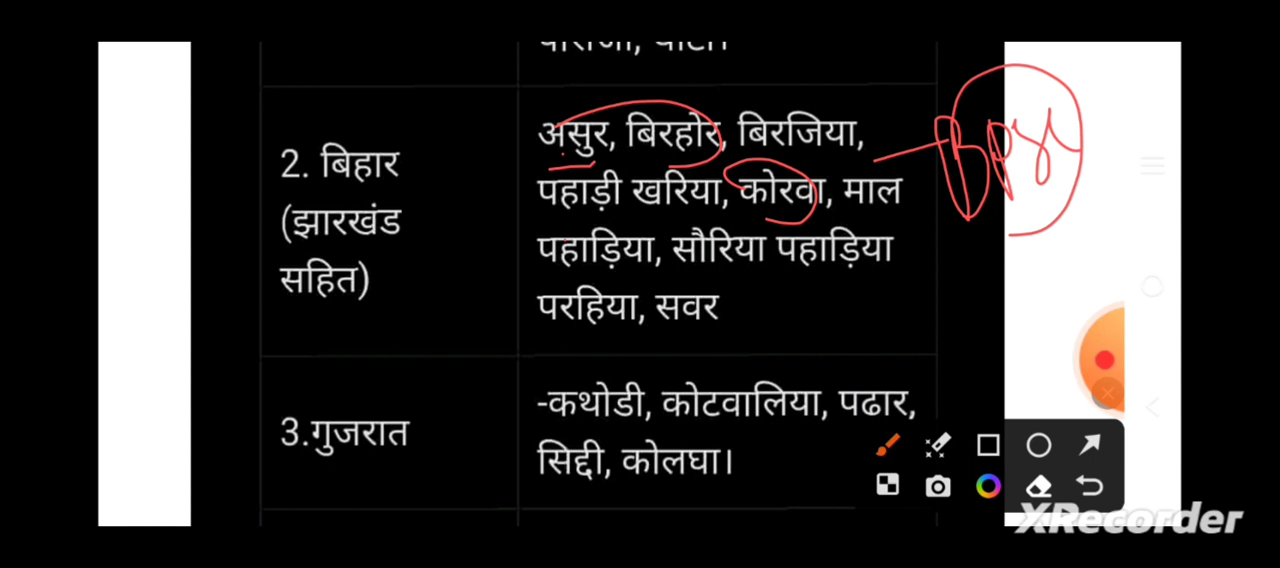 2. बिहार
(झारखंड
सहित)
असुर, बिरहोर, बिरजिया,
पहाड़ी खरिया, कोरवा, माल
पहाड़िया, सौरिया पहाड़िया
परहिया, सवर
3.गुजरात
-कथोडी, कोटवालिया, पढार,
सिद्दी, कोलघा।
XRecorder